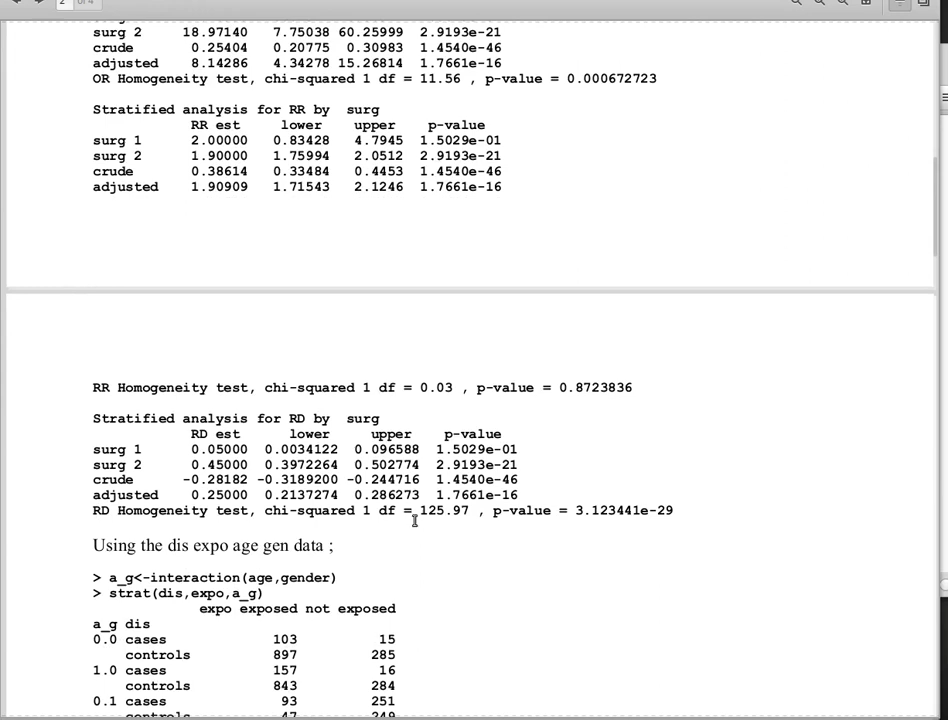 2 of 4
surg 2 18.97140 7.75038 60.25999 2.9193e-21
crude 0.25404 0.20775 0.30983 1.4540e-46
adjusted 8.14286 4.34278 15.26814 1.7661e-16
OR Homogeneity test, chi-squared 1 df = 11.56 , p-value = 0.000672723
Stratified analysis for RR by surg
RR est lower upper p-value
surg 1 2.00000 0.83428 4.7945 1.5029e-01
surg 2 1.90000 1.75994 2.0512 2.9193e-21
crude 0.38614 0.33484 0.4453 1.4540e-46
adjusted 1.90909 1.71543 2.1246 1.7661e-16
RR Homogeneity test, chi-squared 1 df = 0.03 , p-value = 0.8723836
Stratified analysis for RD by surg
RD est lower upper p-value
surg 1 0.05000 0.0034122 0.096588 1.5029e-01
surg 2 0.45000 0.3972264 0.502774 2.9193e-21
crude -0.28182 -0.3189200 -0.244716 1.4540e-46
adjusted 0.25000 0.2137274 0.286273 1.7661e-16
RD Homogeneity test, chi-squared 1 df = 125.97 , p-value = 3.123441e-29
Using the dis expo age gen data ;
> a_g<-interaction(age,gender)
> strat(dis,expo,a_g)
expo exposed not exposed
a_g dis
0.0 cases 103 15
controls 897 285
1.0 cases 157 16
controls 843 284
0.1 cases 93 251
controls 47 249